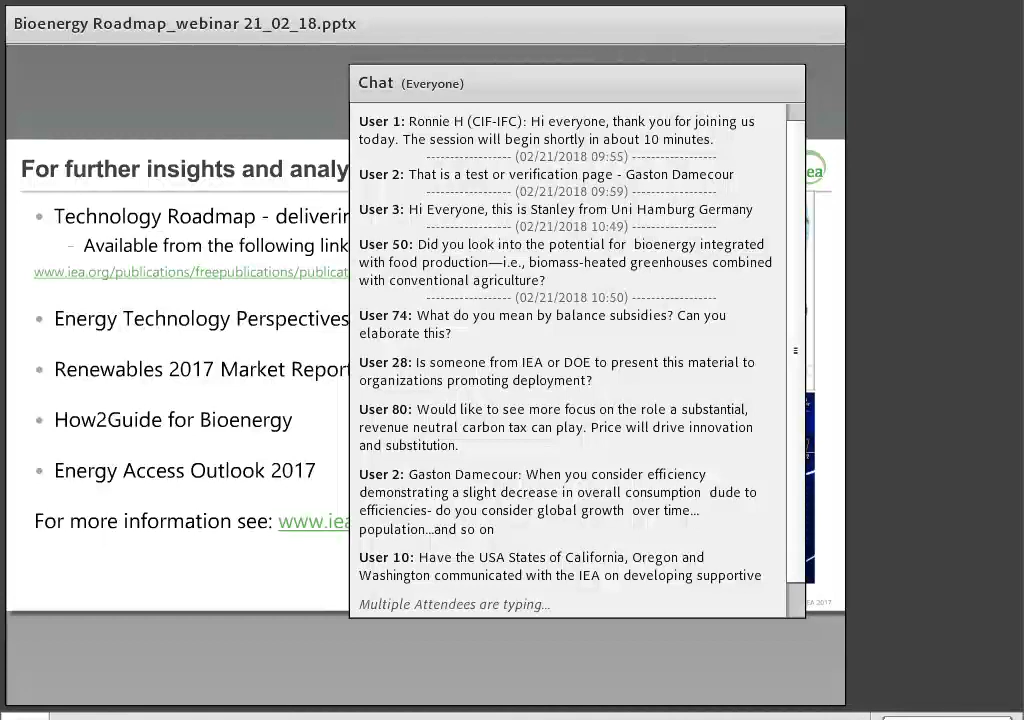 Bioenergy Roadmap_webinar 21_02_18.pptx
For further insights and analy
Technology Roadmap - deliverin
- Available from the following link
www.iea.org/publications/freepublications/publicat
Energy Technology Perspectives
Renewables 2017 Market Report
How2Guide for Bioenergy
Energy Access Outlook 2017
For more information see: www.iea
Chat (Everyone)
User 1: Ronnie H (CIF-IFC): Hi everyone, thank you for joining us
today. The session will begin shortly in about 10 minutes.
----------------- (02/21/2018 09:55) -----------------
User 2: That is a test or verification page - Gaston Damecour
----------------- (02/21/2018 09:59) -----------------
User 3: Hi Everyone, this is Stanley from Uni Hamburg Germany
----------------- (02/21/2018 10:49) -----------------
User 50: Did you look into the potential for bioenergy integrated
with food production—i.e., biomass-heated greenhouses combined
with conventional agriculture?
----------------- (02/21/2018 10:50) -----------------
User 74: What do you mean by balance subsidies? Can you
elaborate this?
User 28: Is someone from IEA or DOE to present this material to
organizations promoting deployment?
User 80: Would like to see more focus on the role a substantial,
revenue neutral carbon tax can play. Price will drive innovation
and substitution.
User 2: Gaston Damecour: When you consider efficiency
demonstrating a slight decrease in overall consumption dude to
efficiencies- do you consider global growth over time...
population...and so on
User 10: Have the USA States of California, Oregon and
Washington communicated with the IEA on developing supportive
Multiple Attendees are typing...
ea
EA 2017